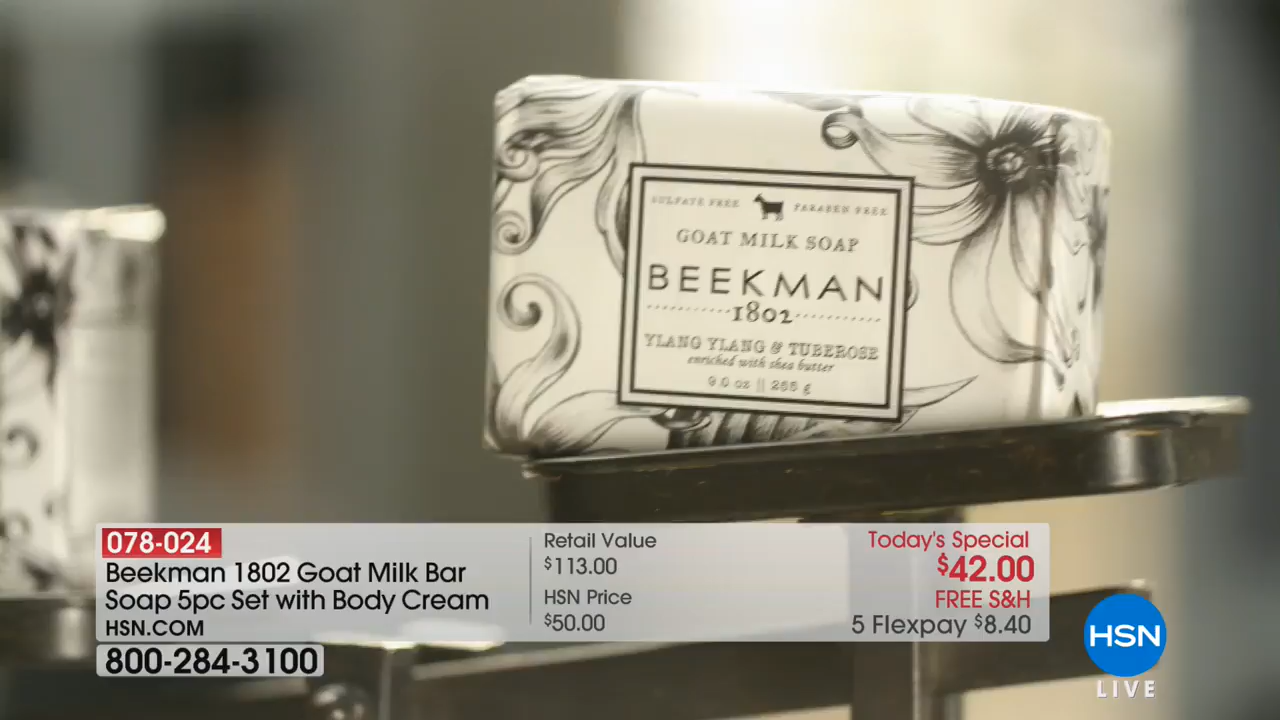 SULFATE FREE PARABEN FREE
GOAT MILK SOAP
BEEKMAN
1802
YLANG YLANG & TUBEROSE
enriched with shea butter
9.0 oz || 255 g
078-024
Beekman 1802 Goat Milk Bar
Soap 5pc Set with Body Cream
HSN.COM
800-284-3100
Retail Value
$113.00
HSN Price
$50.00
Today's Special
$42.00
FREE S&H
5 Flexpay $8.40
HSN
LIVE